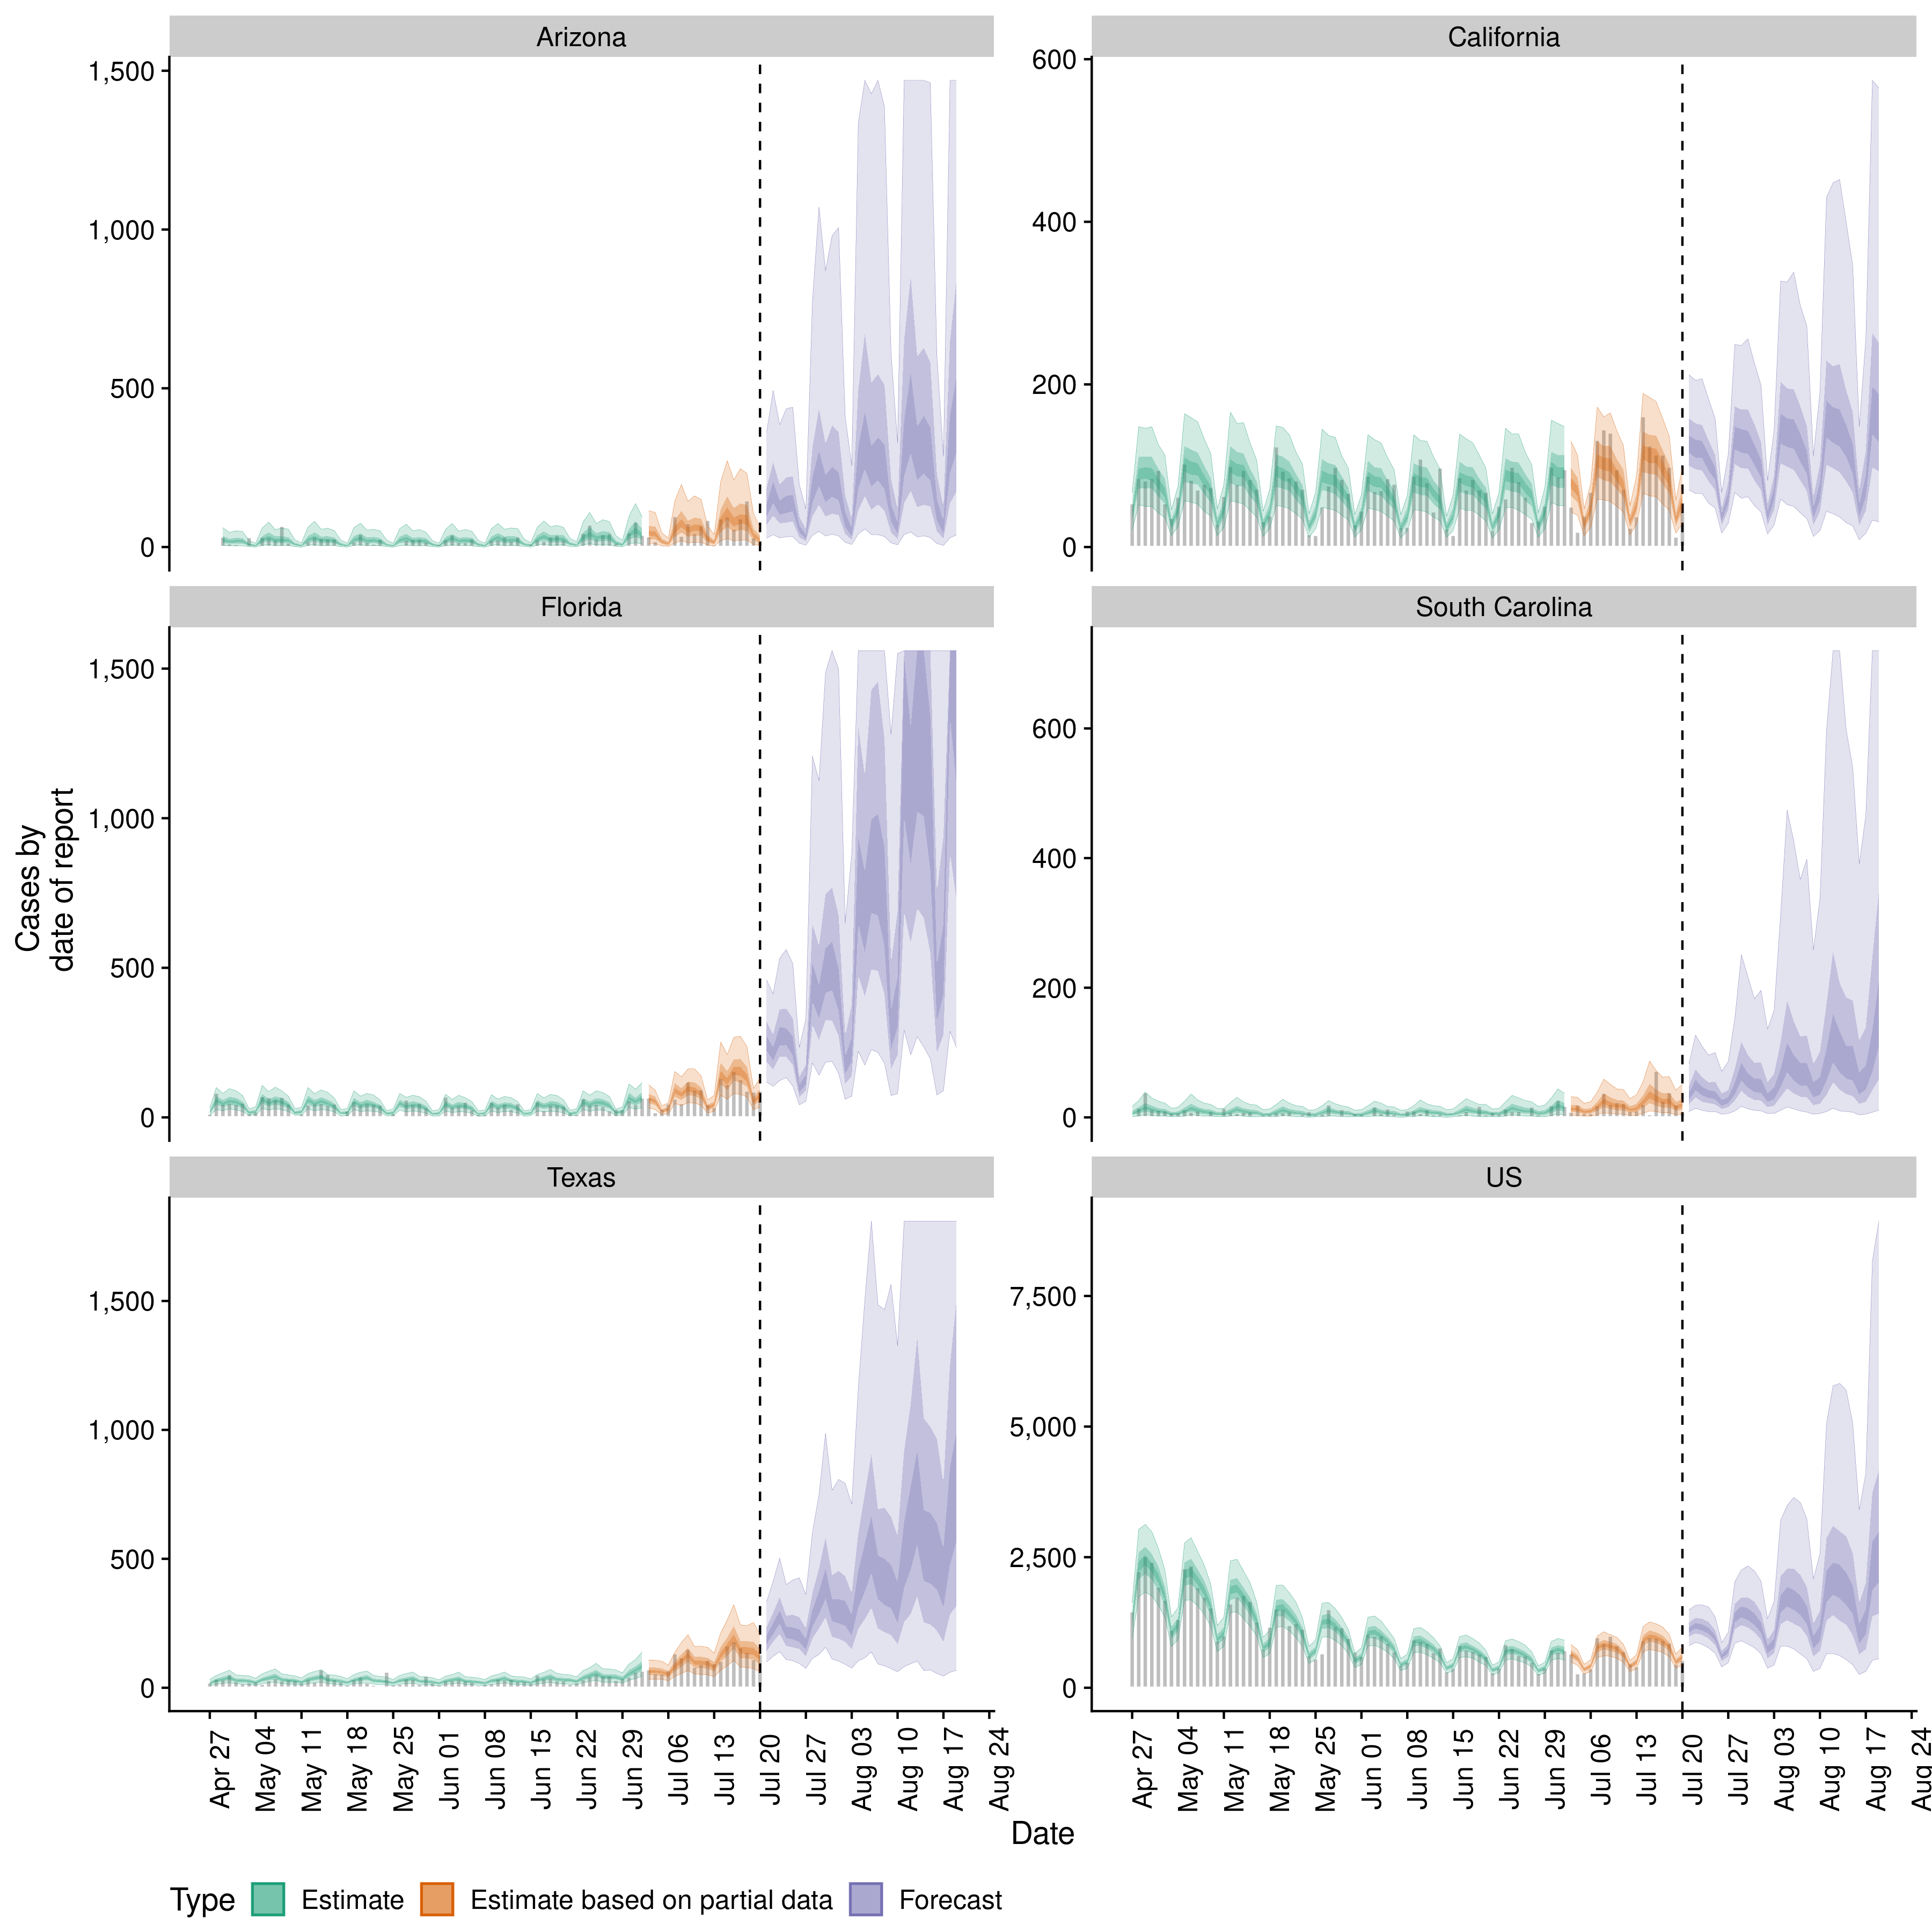 Arizona
California
1,500
1,000
500
0
600
400
200
0
Florida
South Carolina
1,500
1,000
500
0
600
400
200
0
Cases by
date of report
Texas
US
1,500
1,000
500
0
7,500
5,000
2,500
0
Apr 27
May 04
May 11
May 18
May 25
Jun 01
Jun 08
Jun 15
Jun 22
Jun 29
Jul 06
Jul 13
Jul 20
Jul 27
Aug 03
Aug 10
Aug 17
Aug 24
Apr 27
May 04
May 11
May 18
May 25
Jun 01
Jun 08
Jun 15
Jun 22
Jun 29
Jul 06
Jul 13
Jul 20
Jul 27
Aug 03
Aug 10
Aug 17
Aug 24
Date
Type Estimate Estimate based on partial data Forecast